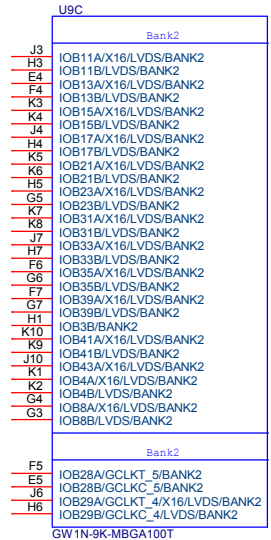 U9C
Bank2
J3 IOB11A/X16/LVDS/BANK2
H3 IOB11B/LVDS/BANK2
E4 IOB13A/X16/LVDS/BANK2
F4 IOB13B/LVDS/BANK2
K3 IOB15A/X16/LVDS/BANK2
K4 IOB15B/LVDS/BANK2
J4 IOB17A/X16/LVDS/BANK2
H4 IOB17B/LVDS/BANK2
K5 IOB21A/X16/LVDS/BANK2
K6 IOB21B/LVDS/BANK2
H5 IOB23A/X16/LVDS/BANK2
G5 IOB23B/LVDS/BANK2
K7 IOB31A/X16/LVDS/BANK2
K8 IOB31B/LVDS/BANK2
J7 IOB33A/X16/LVDS/BANK2
H7 IOB33B/LVDS/BANK2
F6 IOB35A/X16/LVDS/BANK2
G6 IOB35B/LVDS/BANK2
F7 IOB39A/X16/LVDS/BANK2
G7 IOB39B/LVDS/BANK2
H1 IOB3B/BANK2
K10 IOB41A/X16/LVDS/BANK2
K9 IOB41B/LVDS/BANK2
J10 IOB43A/X16/LVDS/BANK2
K1 IOB4A/X16/LVDS/BANK2
K2 IOB4B/LVDS/BANK2
G4 IOB8A/X16/LVDS/BANK2
G3 IOB8B/LVDS/BANK2
Bank2
F5 IOB28A/GCLKT_5/BANK2
E5 IOB28B/GCLKC_5/BANK2
J6 IOB29A/GCLKT_4/X16/LVDS/BANK2
H6 IOB29B/GCLKC_4/LVDS/BANK2
GW1N-9K-MBGA100T